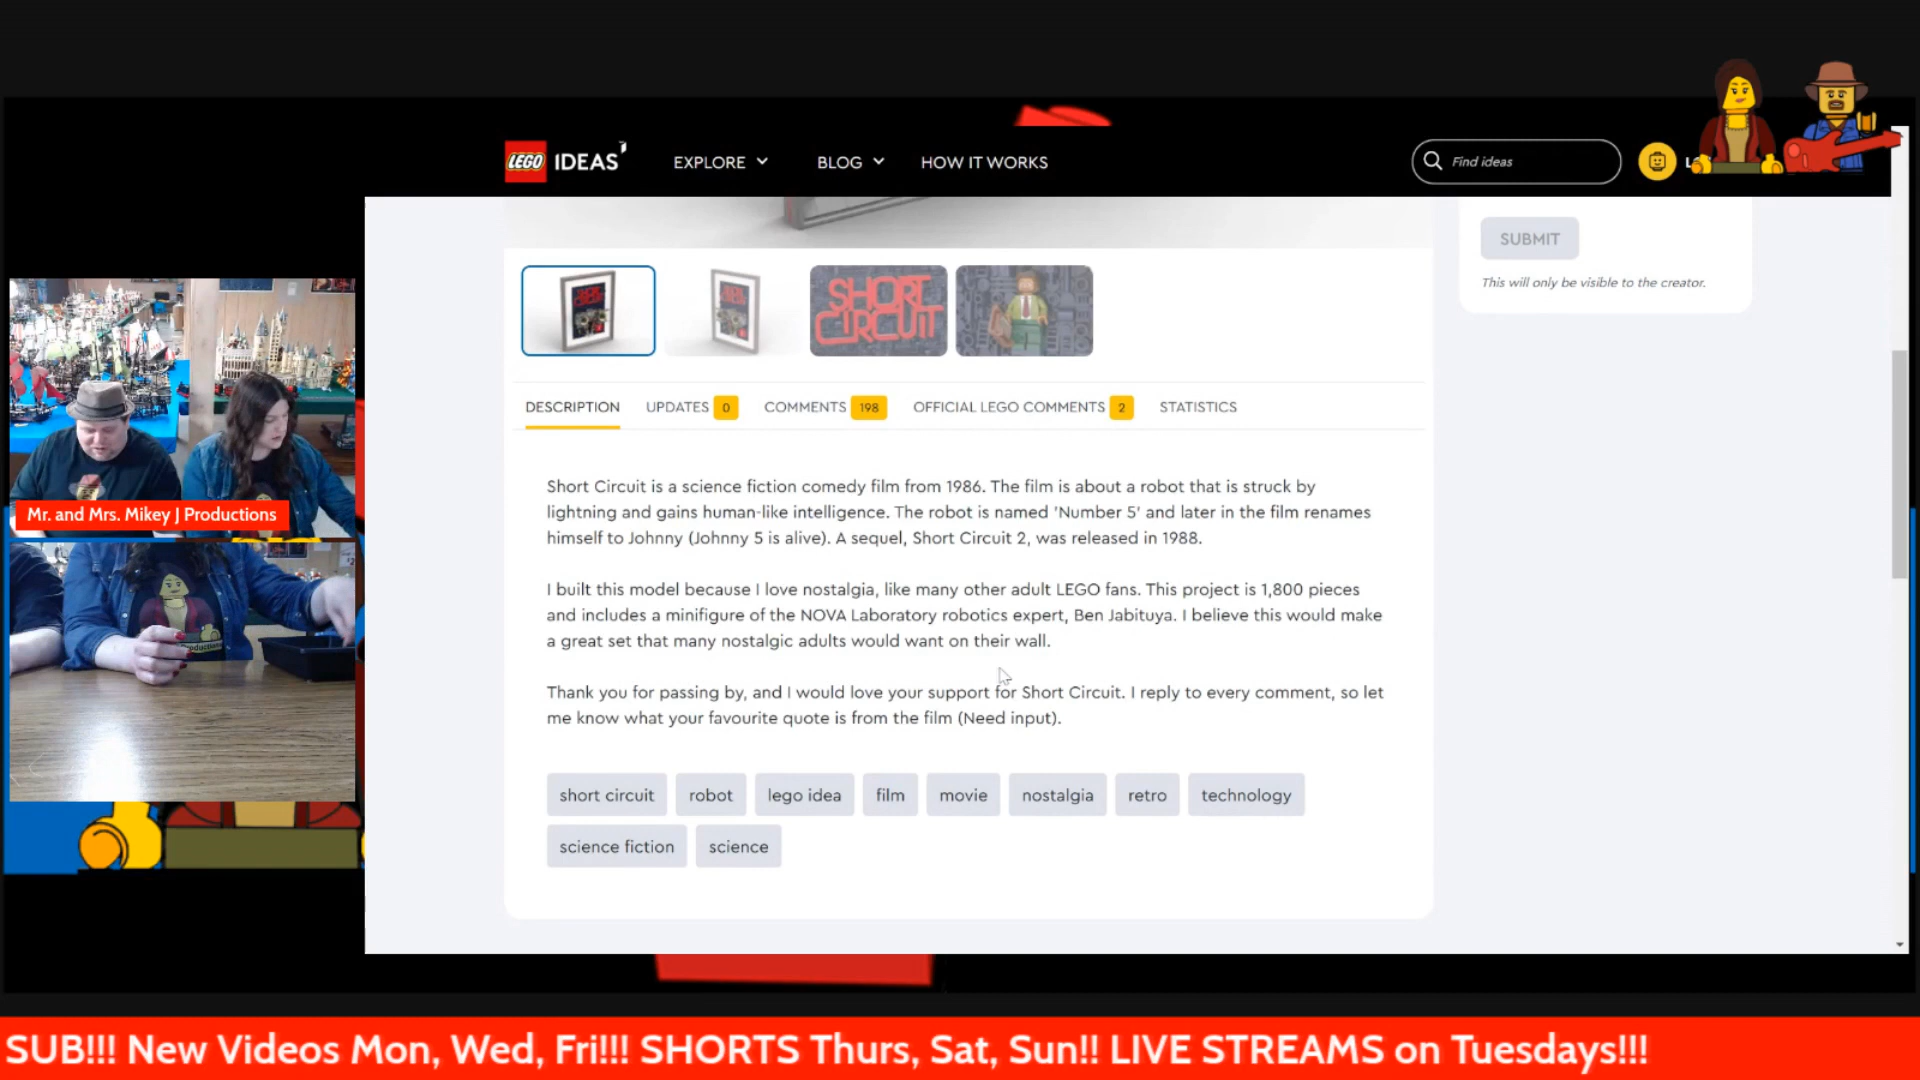 LEGO IDEAS
EXPLORE
BLOG
HOW IT WORKS
Find ideas
SUBMIT
This will only be visible to the creator.
SHORT
CIRCUIT
DESCRIPTION
UPDATES 0
COMMENTS 198
OFFICIAL LEGO COMMENTS 2
STATISTICS
Short Circuit is a science fiction comedy film from 1986. The film is about a robot that is struck by
lightning and gains human-like intelligence. The robot is named 'Number 5' and later in the film renames
himself to Johnny (Johnny 5 is alive). A sequel, Short Circuit 2, was released in 1988.
I built this model because I love nostalgia, like many other adult LEGO fans. This project is 1,800 pieces
and includes a minifigure of the NOVA Laboratory robotics expert, Ben Jabituya. I believe this would make
a great set that many nostalgic adults would want on their wall.
Thank you for passing by, and I would love your support for Short Circuit. I reply to every comment, so let
me know what your favourite quote is from the film (Need input).
short circuit robot lego idea film movie nostalgia retro technology
science fiction science
Mr. and Mrs. Mikey J Productions
SUB!!! New Videos Mon, Wed, Fri!!! SHORTS Thurs, Sat, Sun!! LIVE STREAMS on Tuesdays!!!